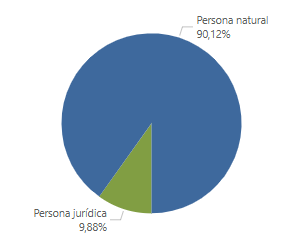 Persona natural
90,12%
Persona jurídica
9,88%